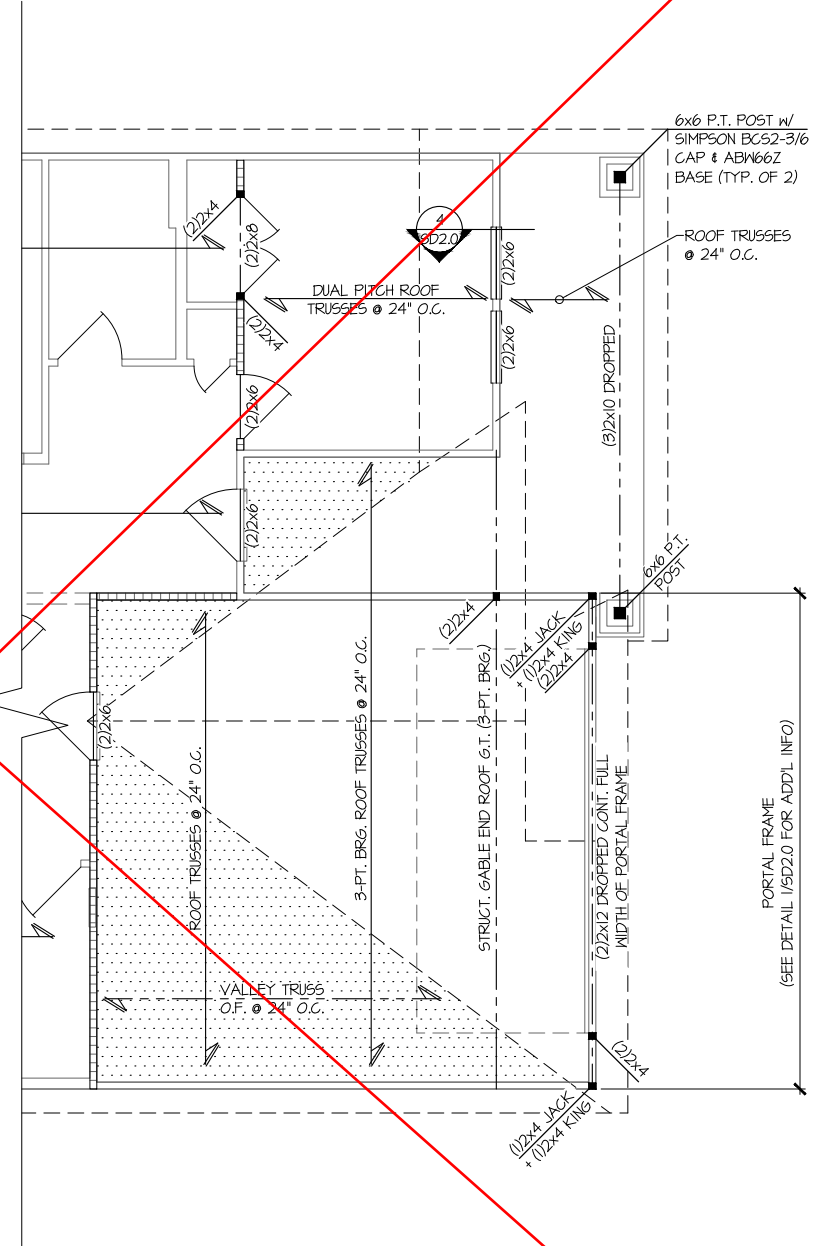 6x6 P.T. POST W/
SIMPSON BCS2-3/6
CAP & ABW66Z
BASE (TYP. OF 2)
ROOF TRUSSES
@ 24" O.C.
(2)2x4
(2)2x8
4
SD2.0
(2)2x6
DUAL PITCH ROOF
TRUSSES @ 24" O.C.
(2)2x4
(2)2x6
(3)2x10 DROPPED
(2)2x6
(2)2x6
6x6 P.T.
POST
(2)2x4
(1)2x4 JACK
+ (1)2x4 KING
(2)2x4
(2)2x6
ROOF TRUSSES @ 24" O.C.
3-PT. BRG. ROOF TRUSSES @ 24" O.C.
STRUCT. GABLE END ROOF G.T. (3-PT. BRG.)
(2)2x12 DROPPED CONT. FULL
WIDTH OF PORTAL FRAME
PORTAL FRAME
(SEE DETAIL 1/SD2.0 FOR ADD'L INFO)
VALLEY TRUSS
O.F. @ 24" O.C.
(2)2x4
(1)2x4 JACK
+ (1)2x4 KING